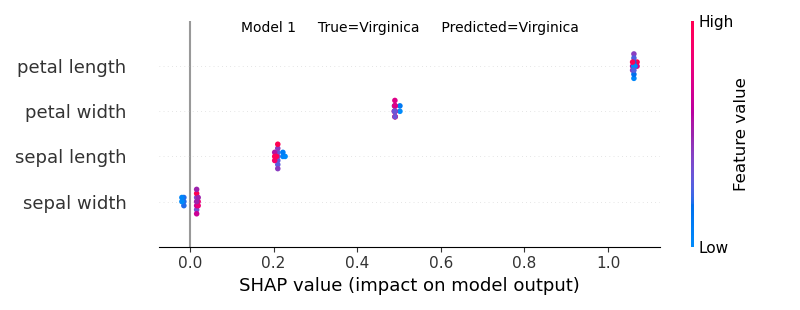 Model 1 True=Virginica Predicted=Virginica
High
petal length
petal width
sepal length
sepal width
Feature value
Low
0.0 0.2 0.4 0.6 0.8 1.0
SHAP value (impact on model output)